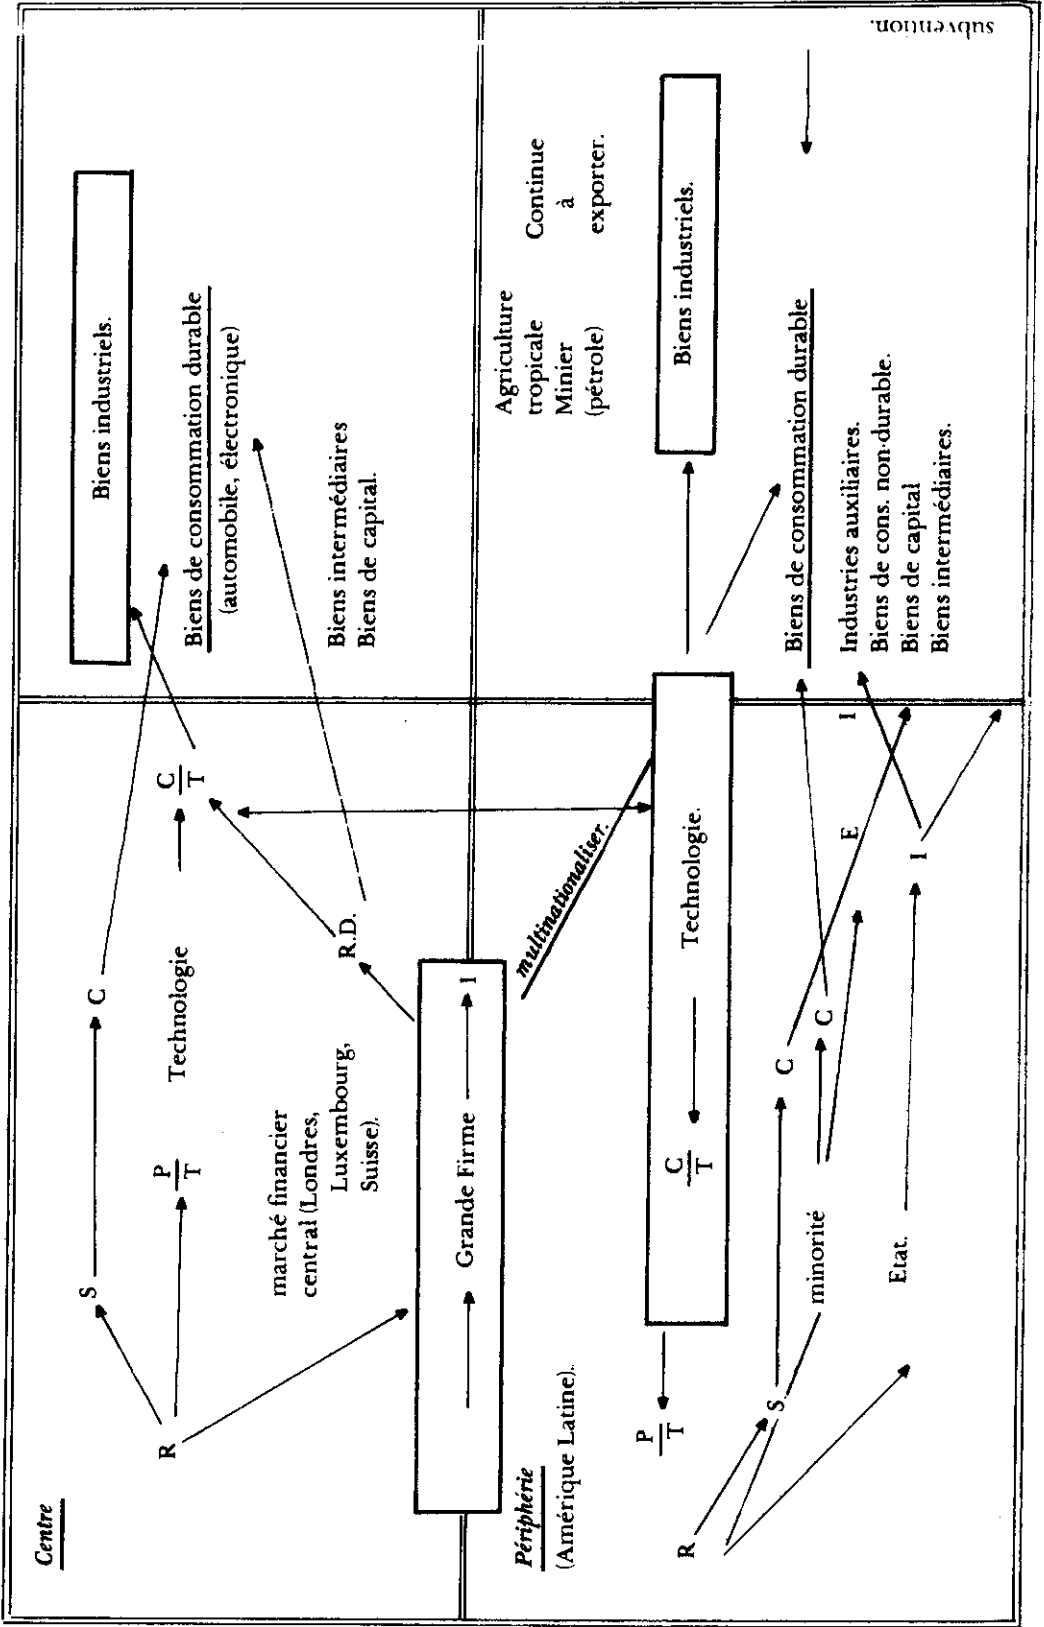 Centre
R
S
C
P
T
Technologie
C
T
Biens industriels.
Biens de consommation durable
(automobile, électronique)
Biens intermédiaires
Biens de capital.
marché financier
central (Londres,
Luxembourg,
Suisse).
R.D.
Grande Firme
I
multinationaliser.
Périphérie
(Amérique Latine).
P
T
C
T
Technologie.
Agriculture
tropicale
Minier
(pétrole)
Continue
à
exporter.
Biens industriels.
R
S.
C
minorité
C
E
I
Etat.
I
Biens de consommation durable
Industries auxiliaires.
Biens de cons. non-durable.
Biens de capital
Biens intermédiaires.
subvention.